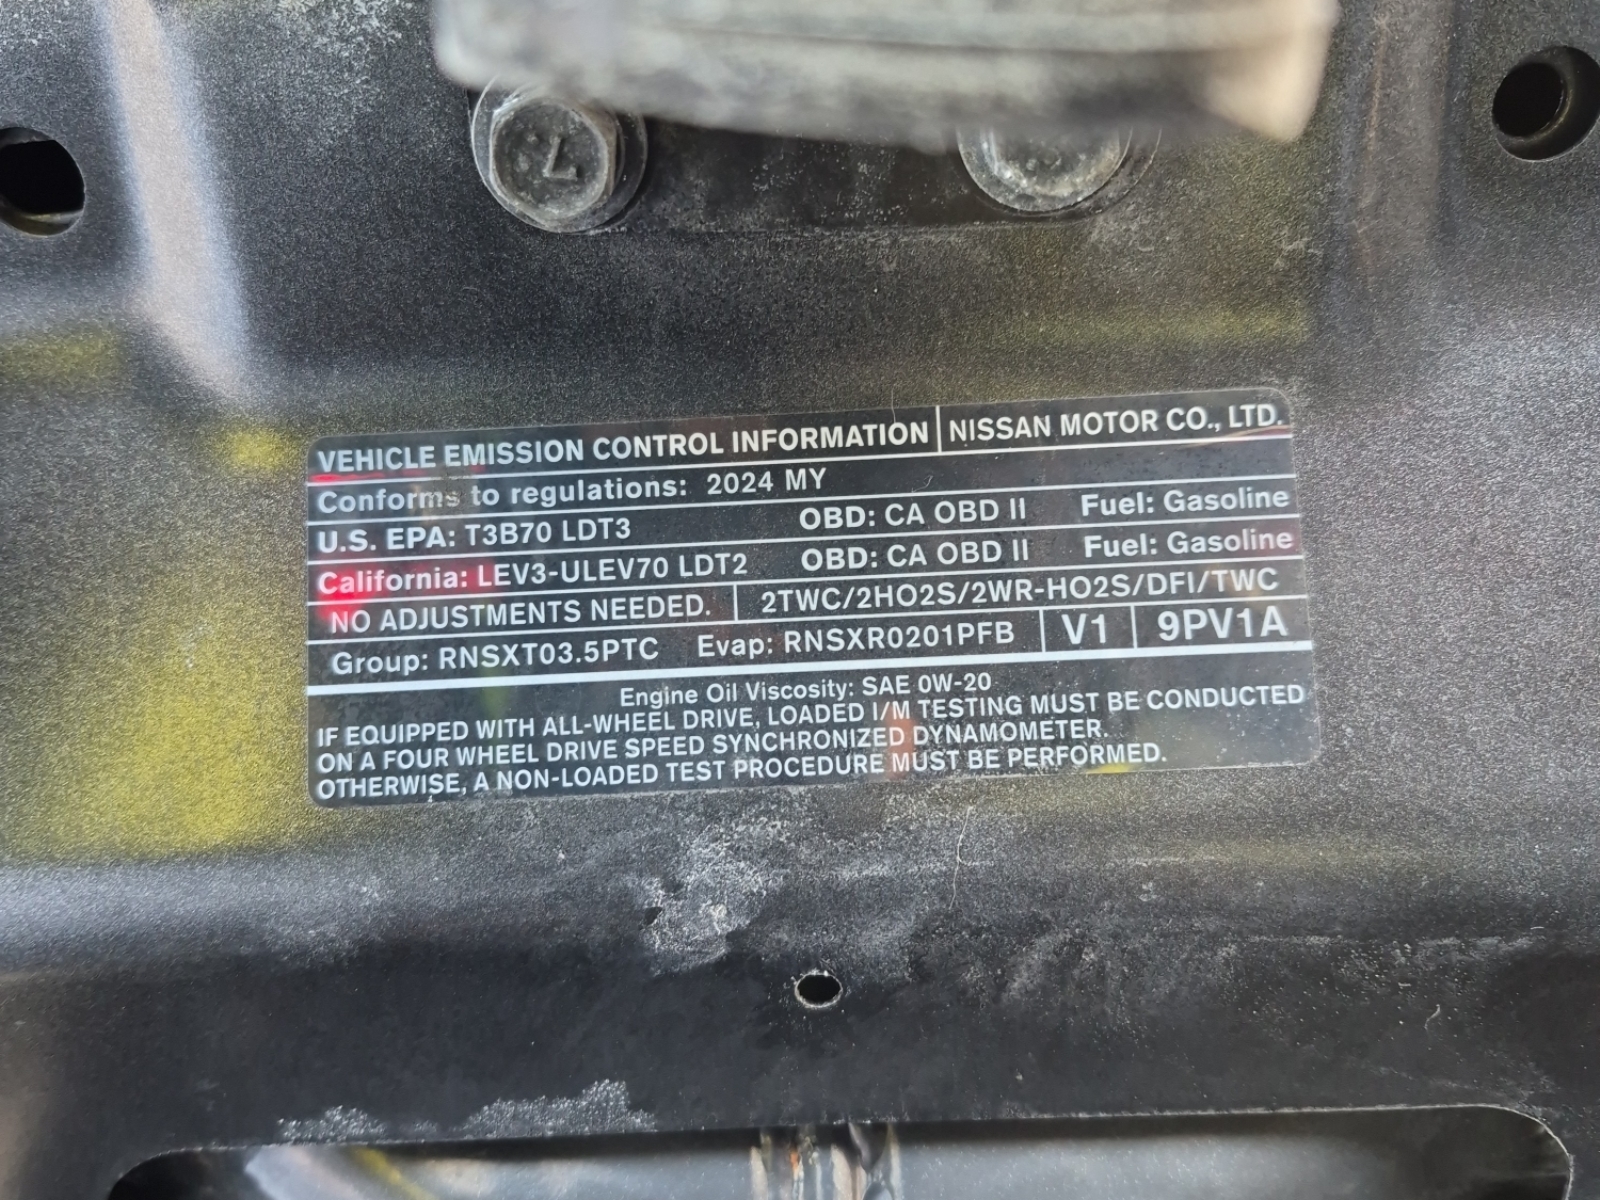 VEHICLE EMISSION CONTROL INFORMATION NISSAN MOTOR CO., LTD.
Conforms to regulations: 2024 MY
U.S. EPA: T3B70 LDT3 OBD: CA OBD II Fuel: Gasoline
California: LEV3-ULEV70 LDT2 OBD: CA OBD II Fuel: Gasoline
NO ADJUSTMENTS NEEDED. 2TWC/2HO2S/2WR-HO2S/DFI/TWC
Group: RNSXT03.5PTC Evap: RNSXR0201PFB V1 9PV1A
Engine Oil Viscosity: SAE 0W-20
IF EQUIPPED WITH ALL-WHEEL DRIVE, LOADED I/M TESTING MUST BE CONDUCTED
ON A FOUR WHEEL DRIVE SPEED SYNCHRONIZED DYNAMOMETER.
OTHERWISE, A NON-LOADED TEST PROCEDURE MUST BE PERFORMED.